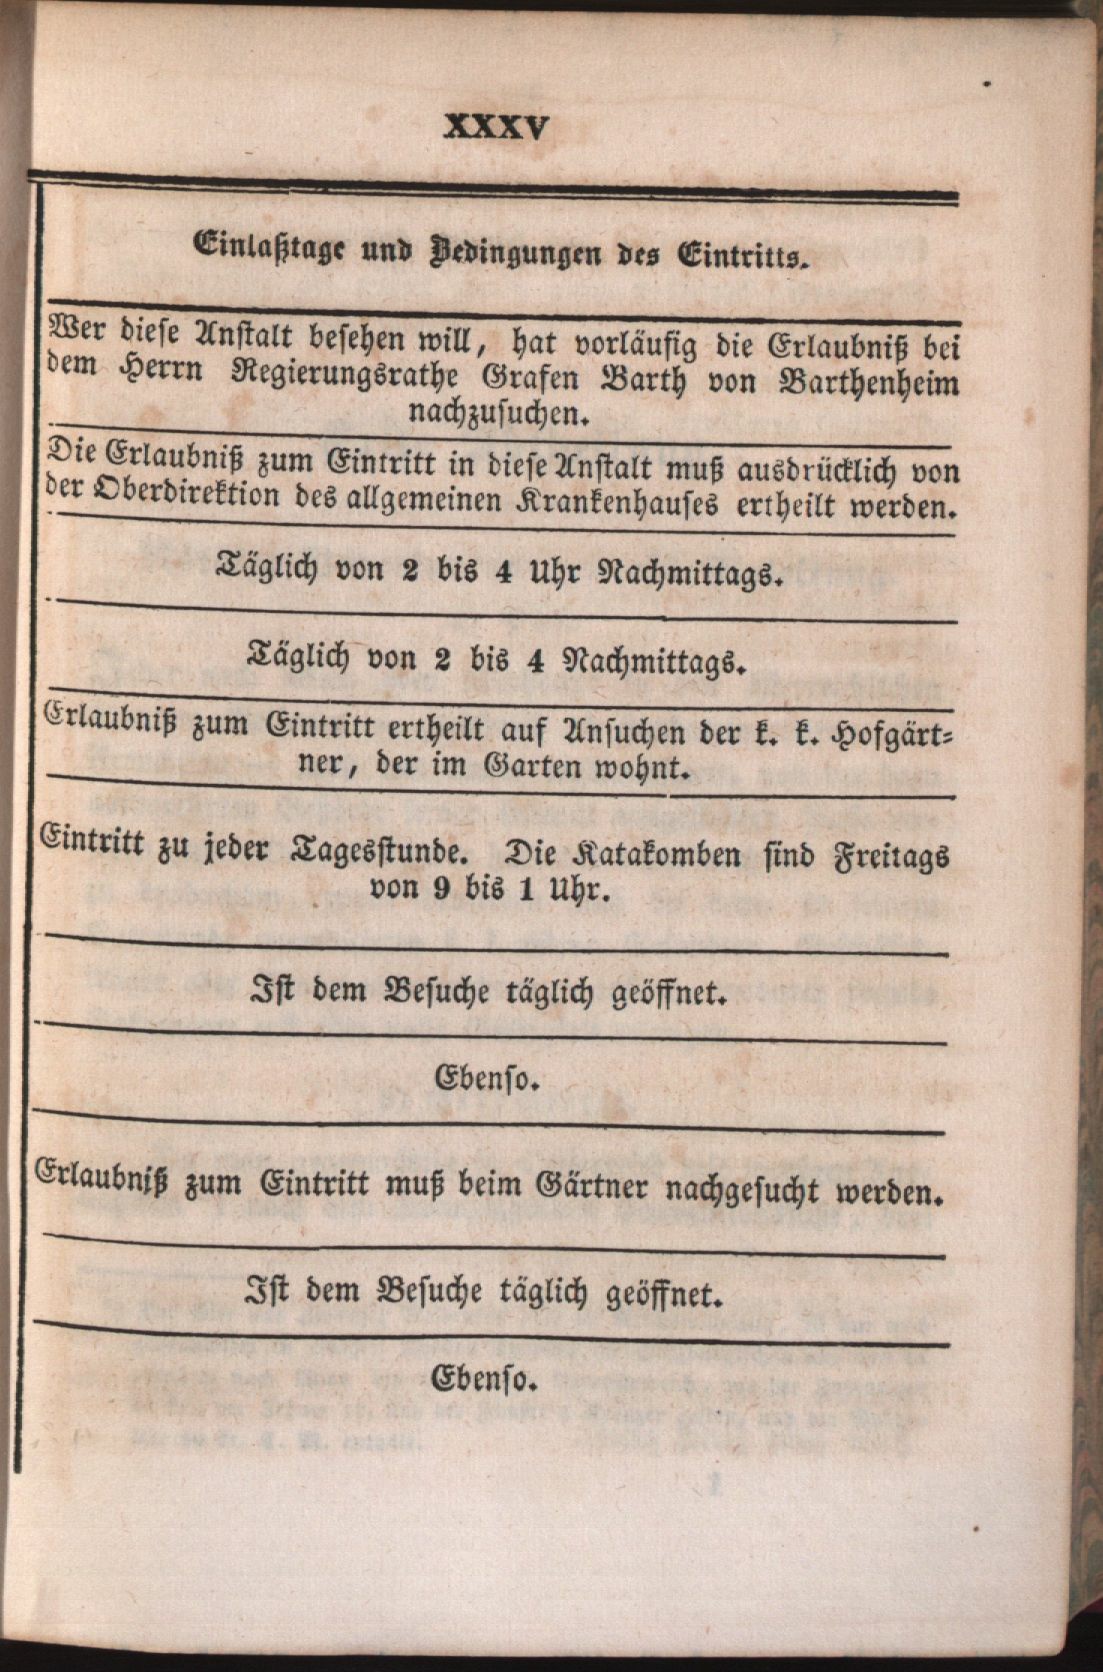 XXXV
Einlaßtage und Bedingungen des Eintritts.
Wer diese Anstalt besehen will, hat vorläufig die Erlaubniß bei
dem Herrn Regierungsrathe Grafen Barth von Barthenheim
nachzusuchen.
Die Erlaubniß zum Eintritt in diese Anstalt muß ausdrücklich von
der Oberdirektion des allgemeinen Krankenhauses ertheilt werden.
Täglich von 2 bis 4 Uhr Nachmittags.
Täglich von 2 bis 4 Nachmittags.
Erlaubniß zum Eintritt ertheilt auf Ansuchen der k. k. Hofgärt-
ner, der im Garten wohnt.
Eintritt zu jeder Tagesstunde. Die Katakomben sind Freitags
von 9 bis 1 Uhr.
Ist dem Besuche täglich geöffnet.
Ebenso.
Erlaubniß zum Eintritt muß beim Gärtner nachgesucht werden.
Ist dem Besuche täglich geöffnet.
Ebenso.